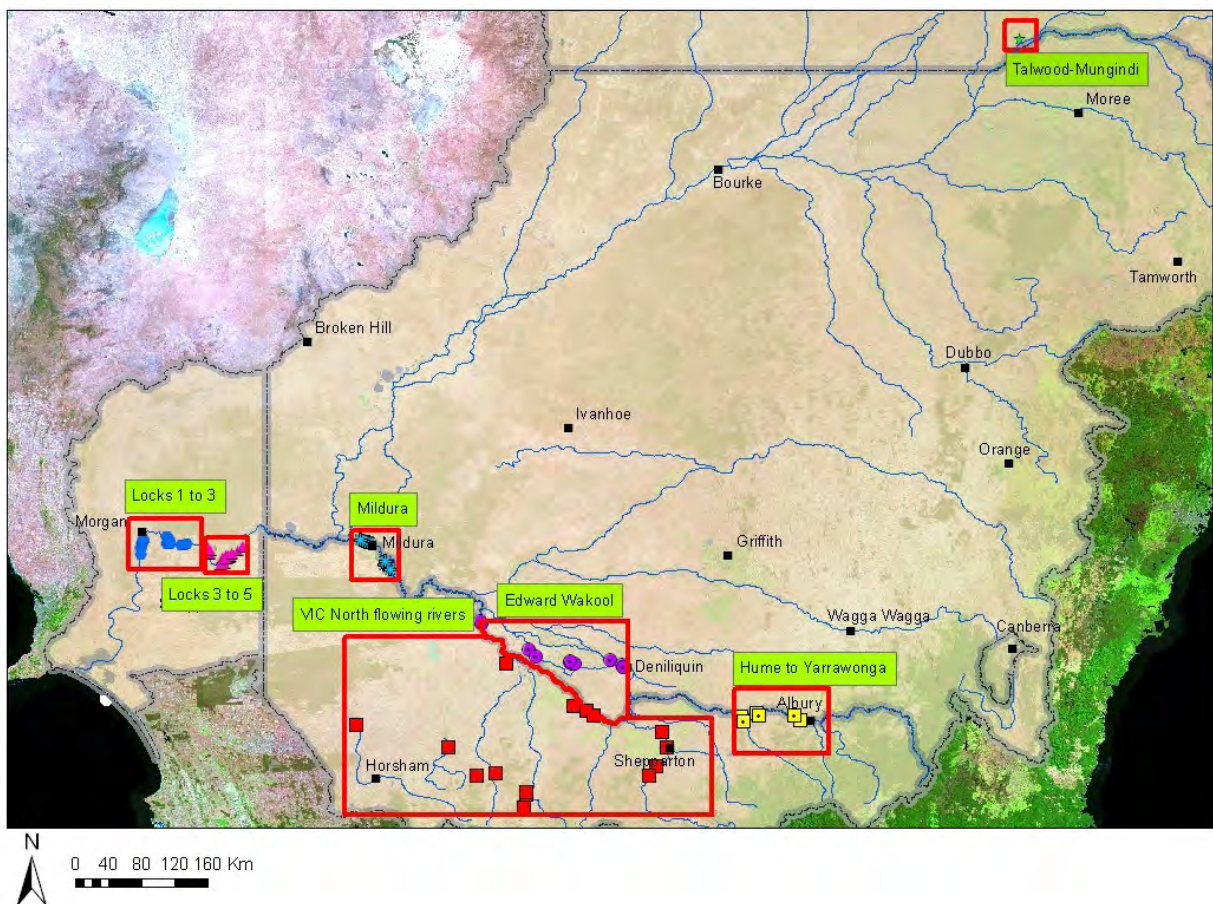 Talwood-Mungindi
Moree
Bourke
Tamworth
Broken Hill
Dubbo
Ivanhoe
Orange
Locks 1 to 3
Mildura
Morgan
Mildura
Griffith
Locks 3 to 5
VIC North flowing rivers
Edward Wakool
Wagga Wagga
Canberra
Deniliquin
Hume to Yarrawonga
Albury
Shepparton
Horsham
N
0 40 80 120 160 Km